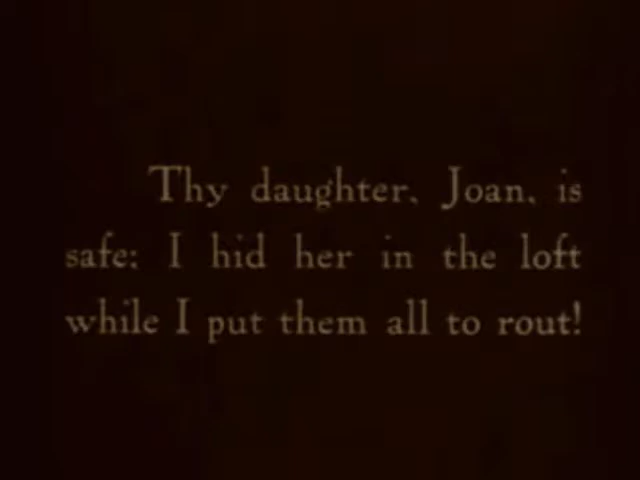 Thy daughter, Joan, is
safe; I hid her in the loft
while I put them all to rout!